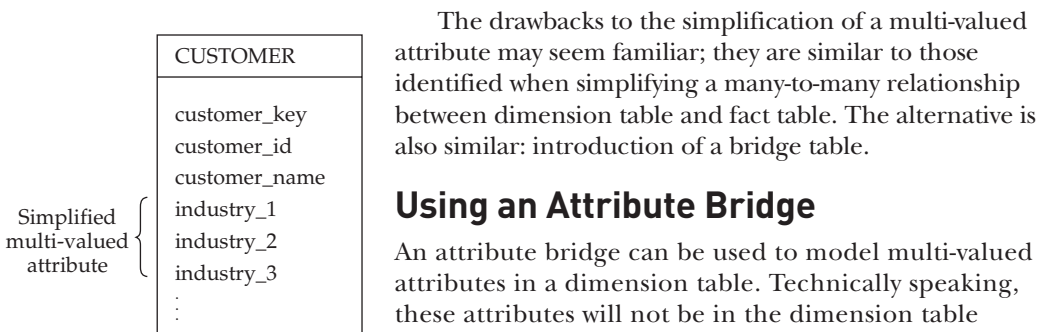 CUSTOMER
customer_key
customer_id
customer_name
industry_1
industry_2
industry_3
.
.
.
Simplified
multi-valued
attribute
The drawbacks to the simplification of a multi-valued
attribute may seem familiar; they are similar to those
identified when simplifying a many-to-many relationship
between dimension table and fact table. The alternative is
also similar: introduction of a bridge table.
Using an Attribute Bridge
An attribute bridge can be used to model multi-valued
attributes in a dimension table. Technically speaking,
these attributes will not be in the dimension table